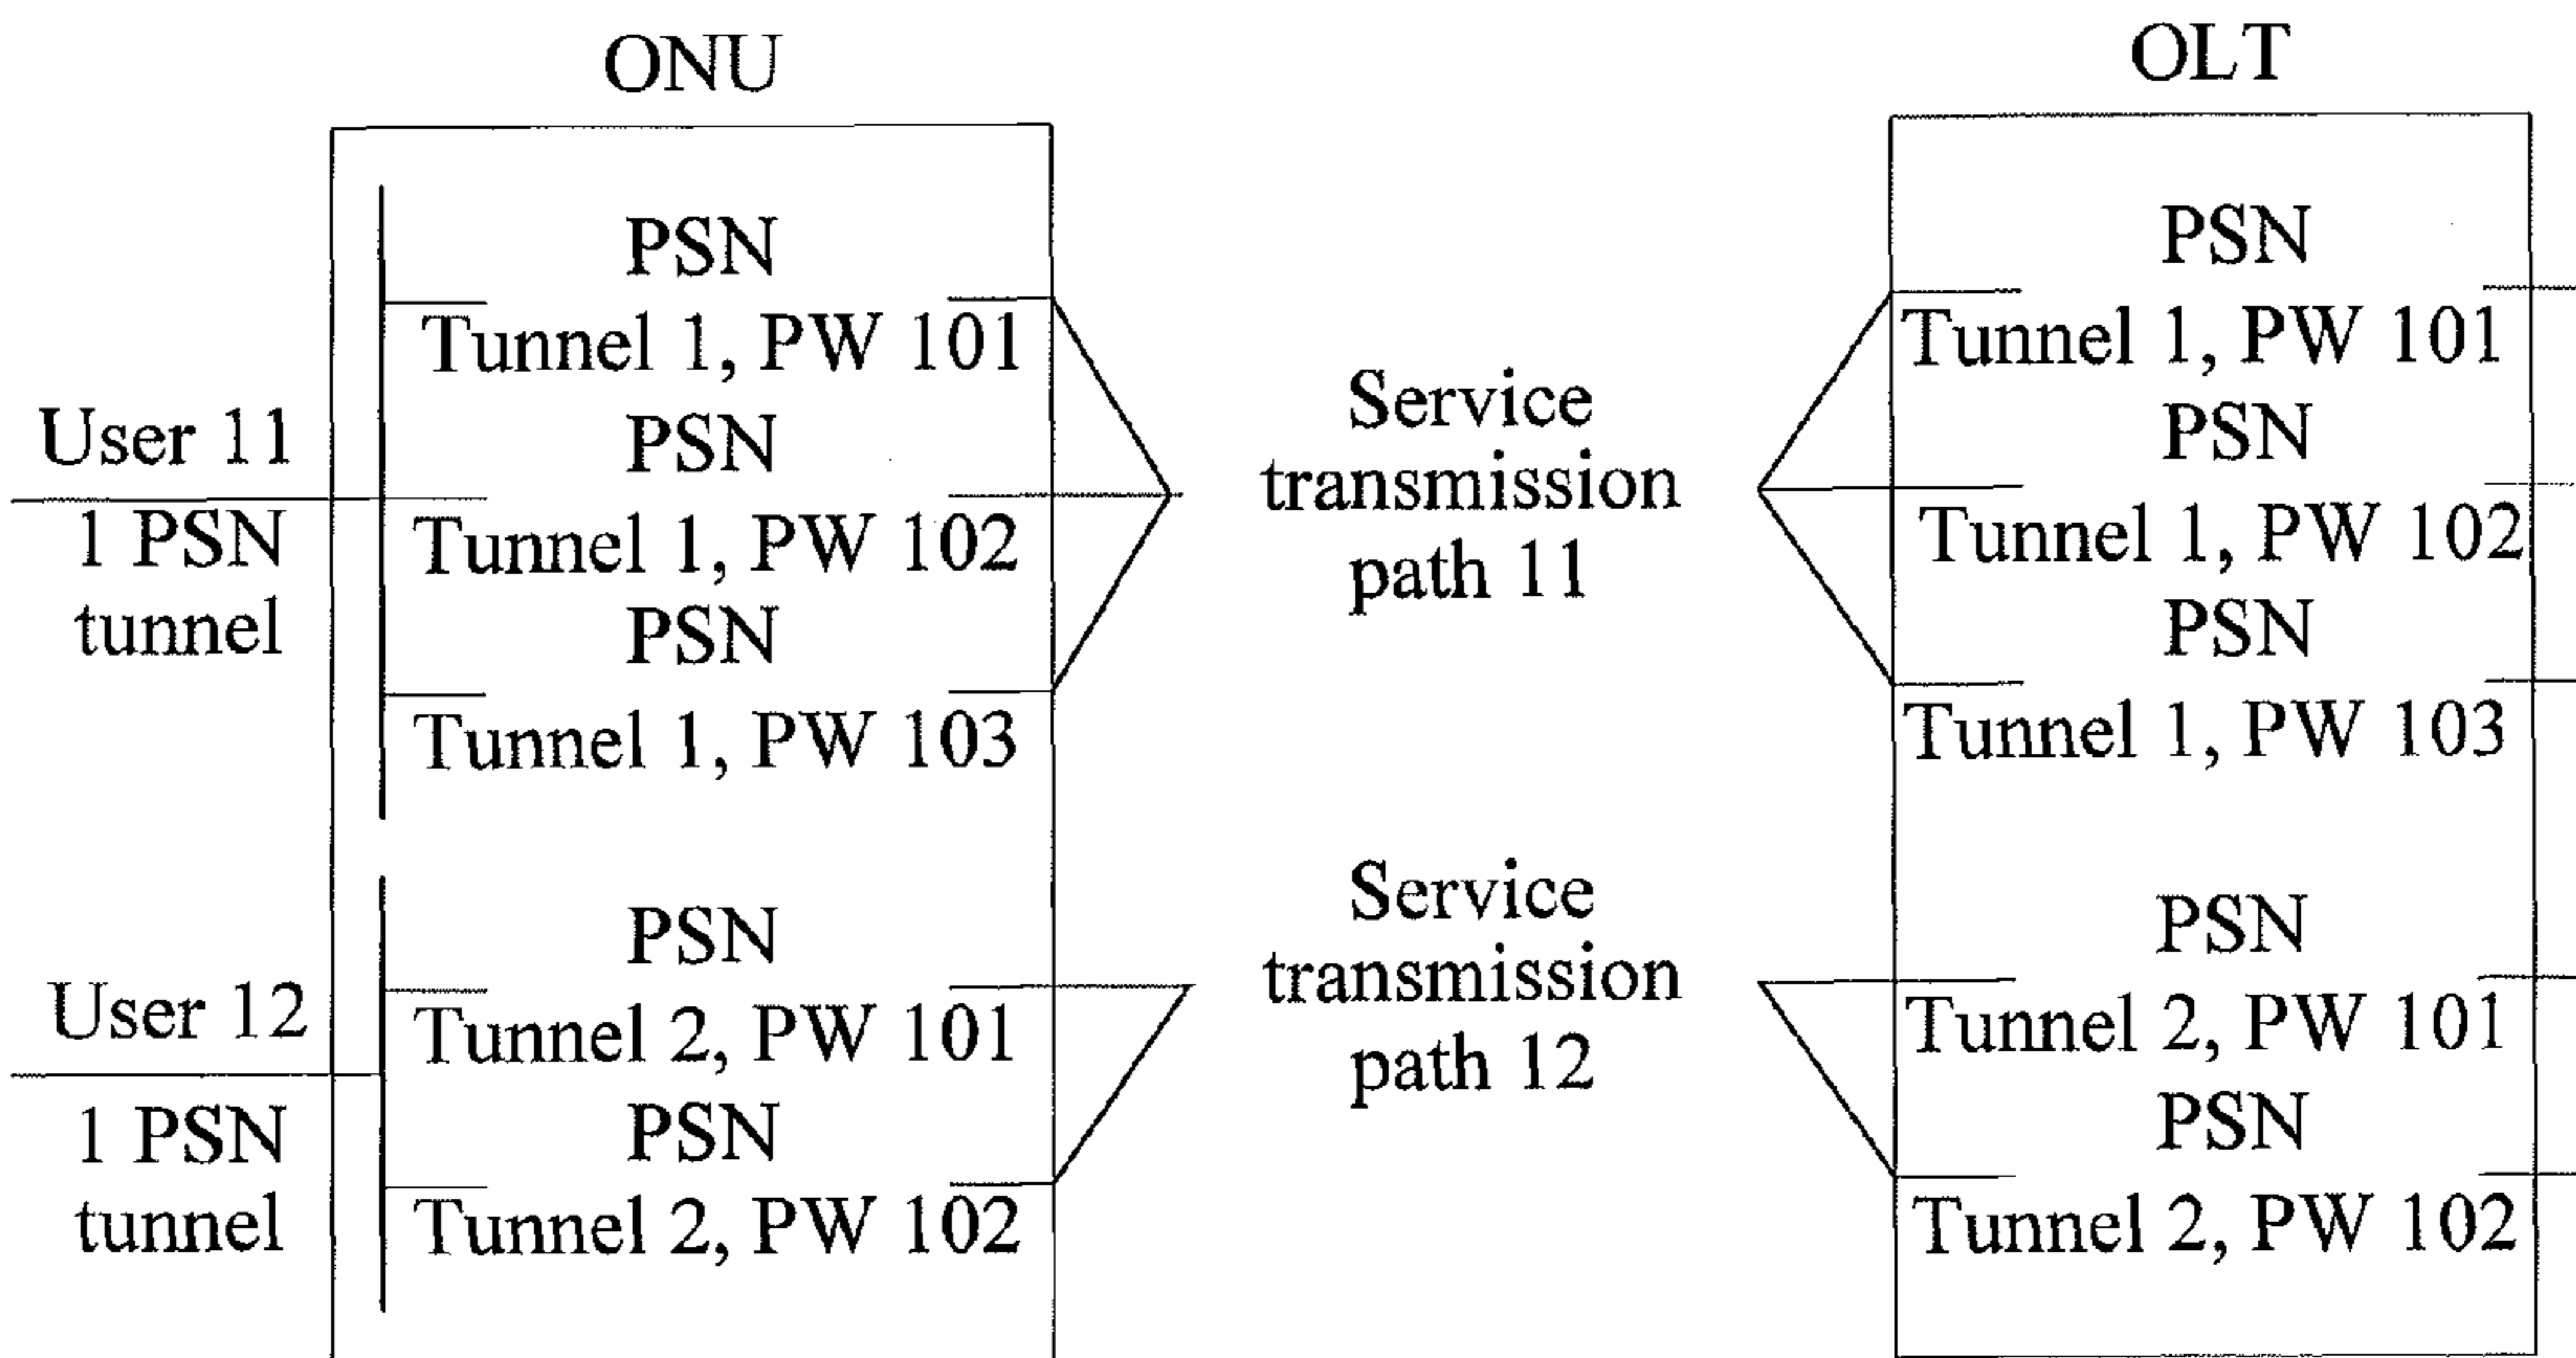 ONU
OLT
User 11
1 PSN
tunnel
PSN
Tunnel 1, PW 101
PSN
Tunnel 1, PW 102
PSN
Tunnel 1, PW 103
Service
transmission
path 11
PSN
Tunnel 1, PW 101
PSN
Tunnel 1, PW 102
PSN
Tunnel 1, PW 103
User 12
1 PSN
tunnel
PSN
Tunnel 2, PW 101
PSN
Tunnel 2, PW 102
Service
transmission
path 12
PSN
Tunnel 2, PW 101
PSN
Tunnel 2, PW 102